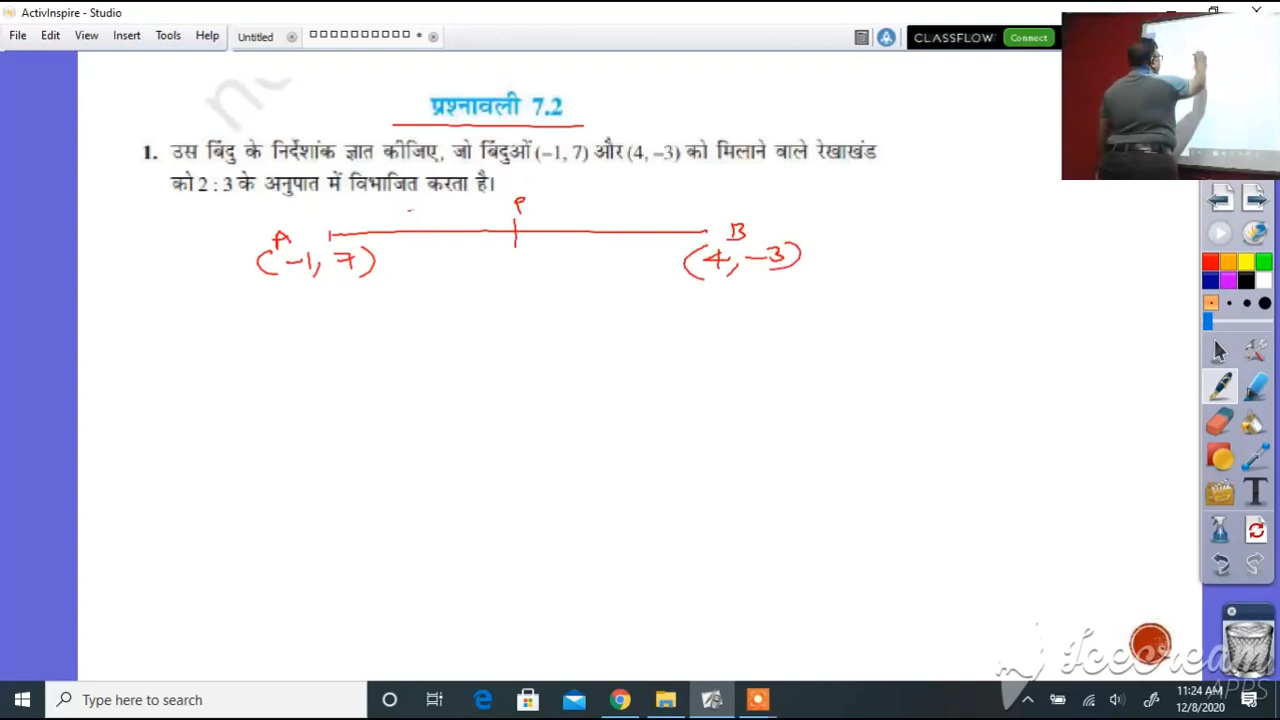 ActivInspire - Studio
File Edit View Insert Tools Help
Untitled
CLASSFLOW Connect
प्रश्नावली 7.2
1. उस बिंदु के निर्देशांक ज्ञात कीजिए, जो बिंदुओं (–1, 7) और (4, –3) को मिलाने वाले रेखाखंड
को 2 : 3 के अनुपात में विभाजित करता है।
P
A B
(-1, 7) (4, -3)
Icecream
APPS
Type here to search
11:24 AM
12/8/2020